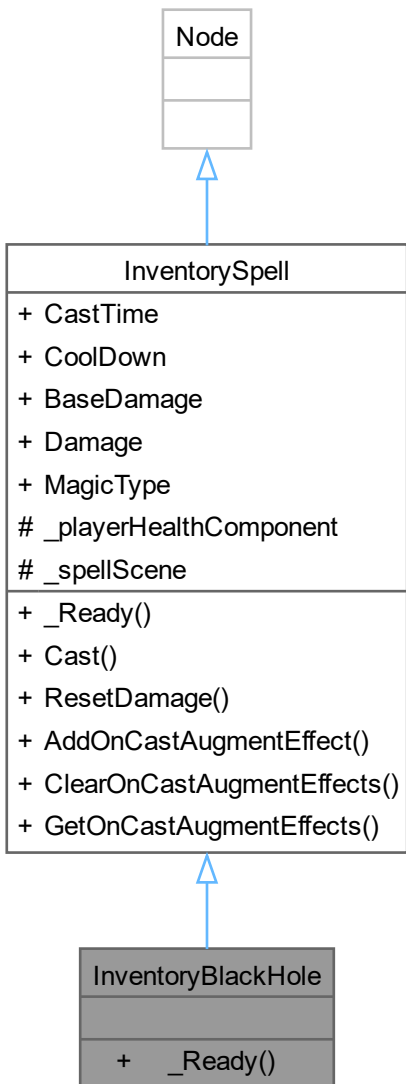 Node
InventorySpell
+ CastTime
+ CoolDown
+ BaseDamage
+ Damage
+ MagicType
# _playerHealthComponent
# _spellScene
+ _Ready()
+ Cast()
+ ResetDamage()
+ AddOnCastAugmentEffect()
+ ClearOnCastAugmentEffects()
+ GetOnCastAugmentEffects()
InventoryBlackHole
+ _Ready()